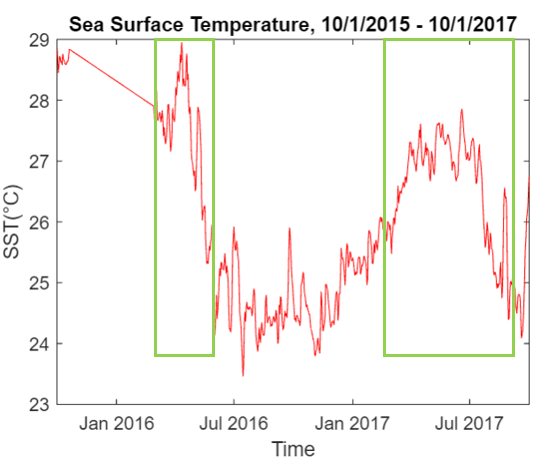 Sea Surface Temperature, 10/1/2015 - 10/1/2017
29
28
27
26
25
24
23
SST(°C)
Jan 2016 Jul 2016 Jan 2017 Jul 2017
Time